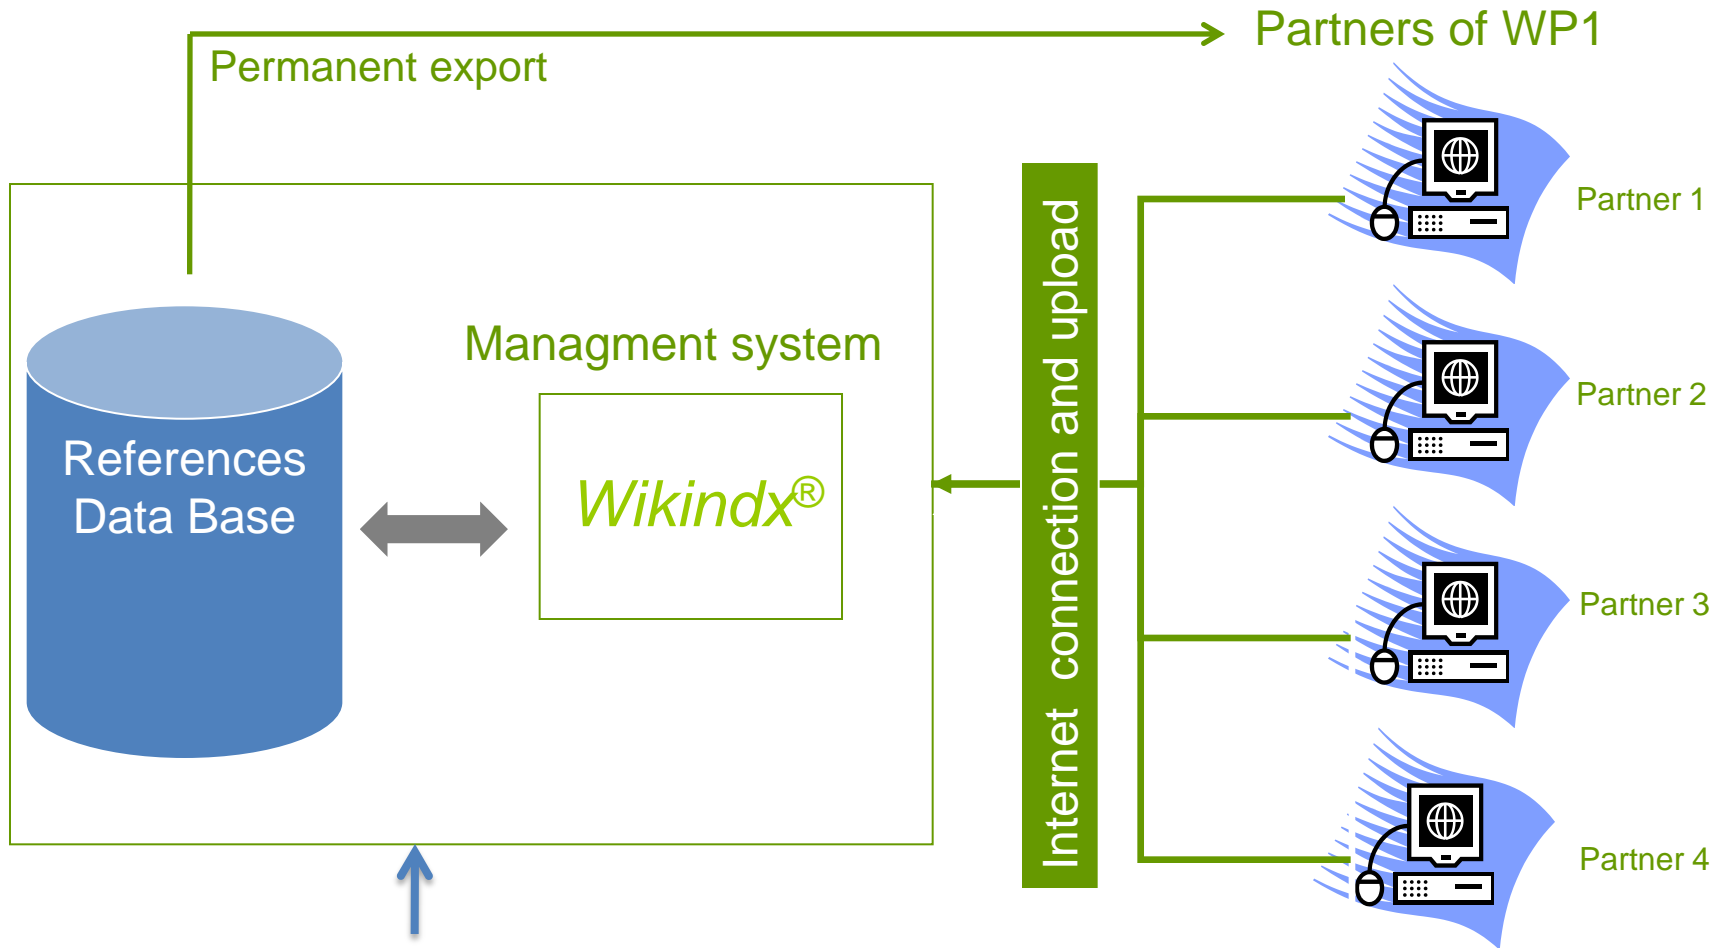 Partners of WP1
Permanent export
Partner 1
Managment system
Partner 2
References
Data Base
Wikindx®
Internet connection and upload
Partner 3
Partner 4